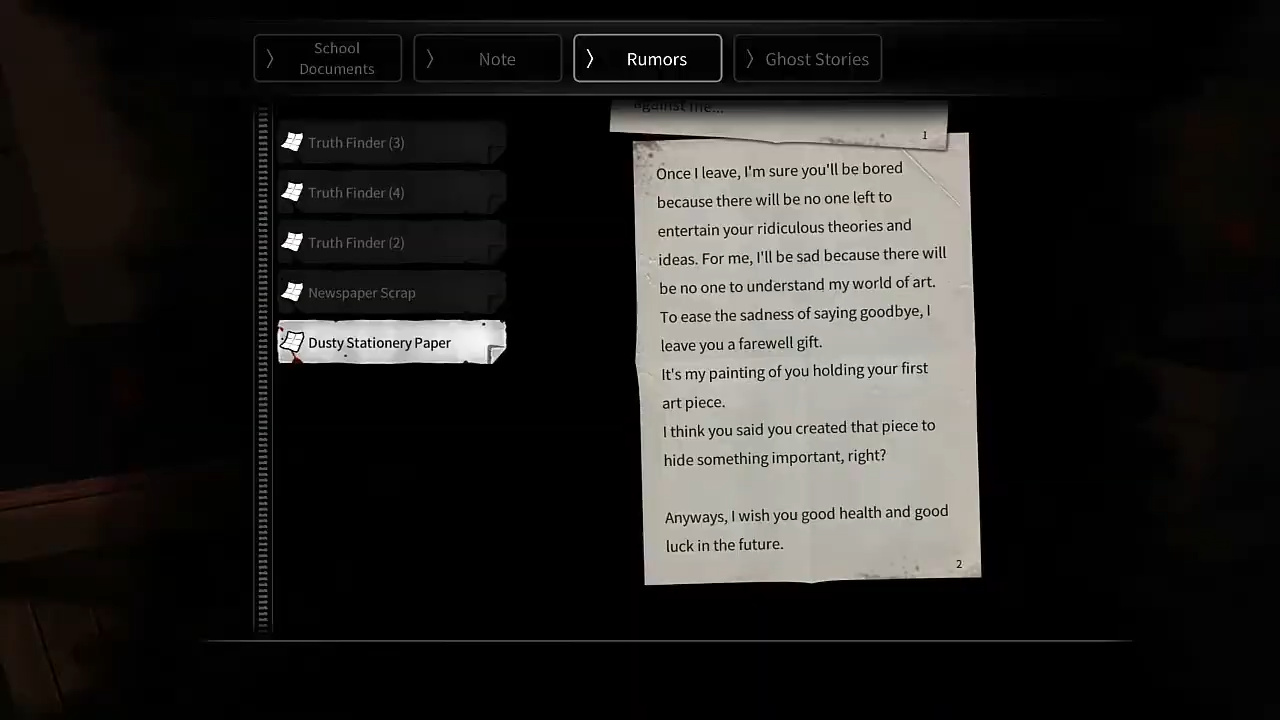 School
Documents
Note
Rumors
Ghost Stories
Truth Finder (3)
Truth Finder (4)
Truth Finder (2)
Newspaper Scrap
Dusty Stationery Paper
against me...
1
Once I leave, I'm sure you'll be bored
because there will be no one left to
entertain your ridiculous theories and
ideas. For me, I'll be sad because there will
be no one to understand my world of art.
To ease the sadness of saying goodbye, I
leave you a farewell gift.
It's my painting of you holding your first
art piece.
I think you said you created that piece to
hide something important, right?
Anyways, I wish you good health and good
luck in the future.
2